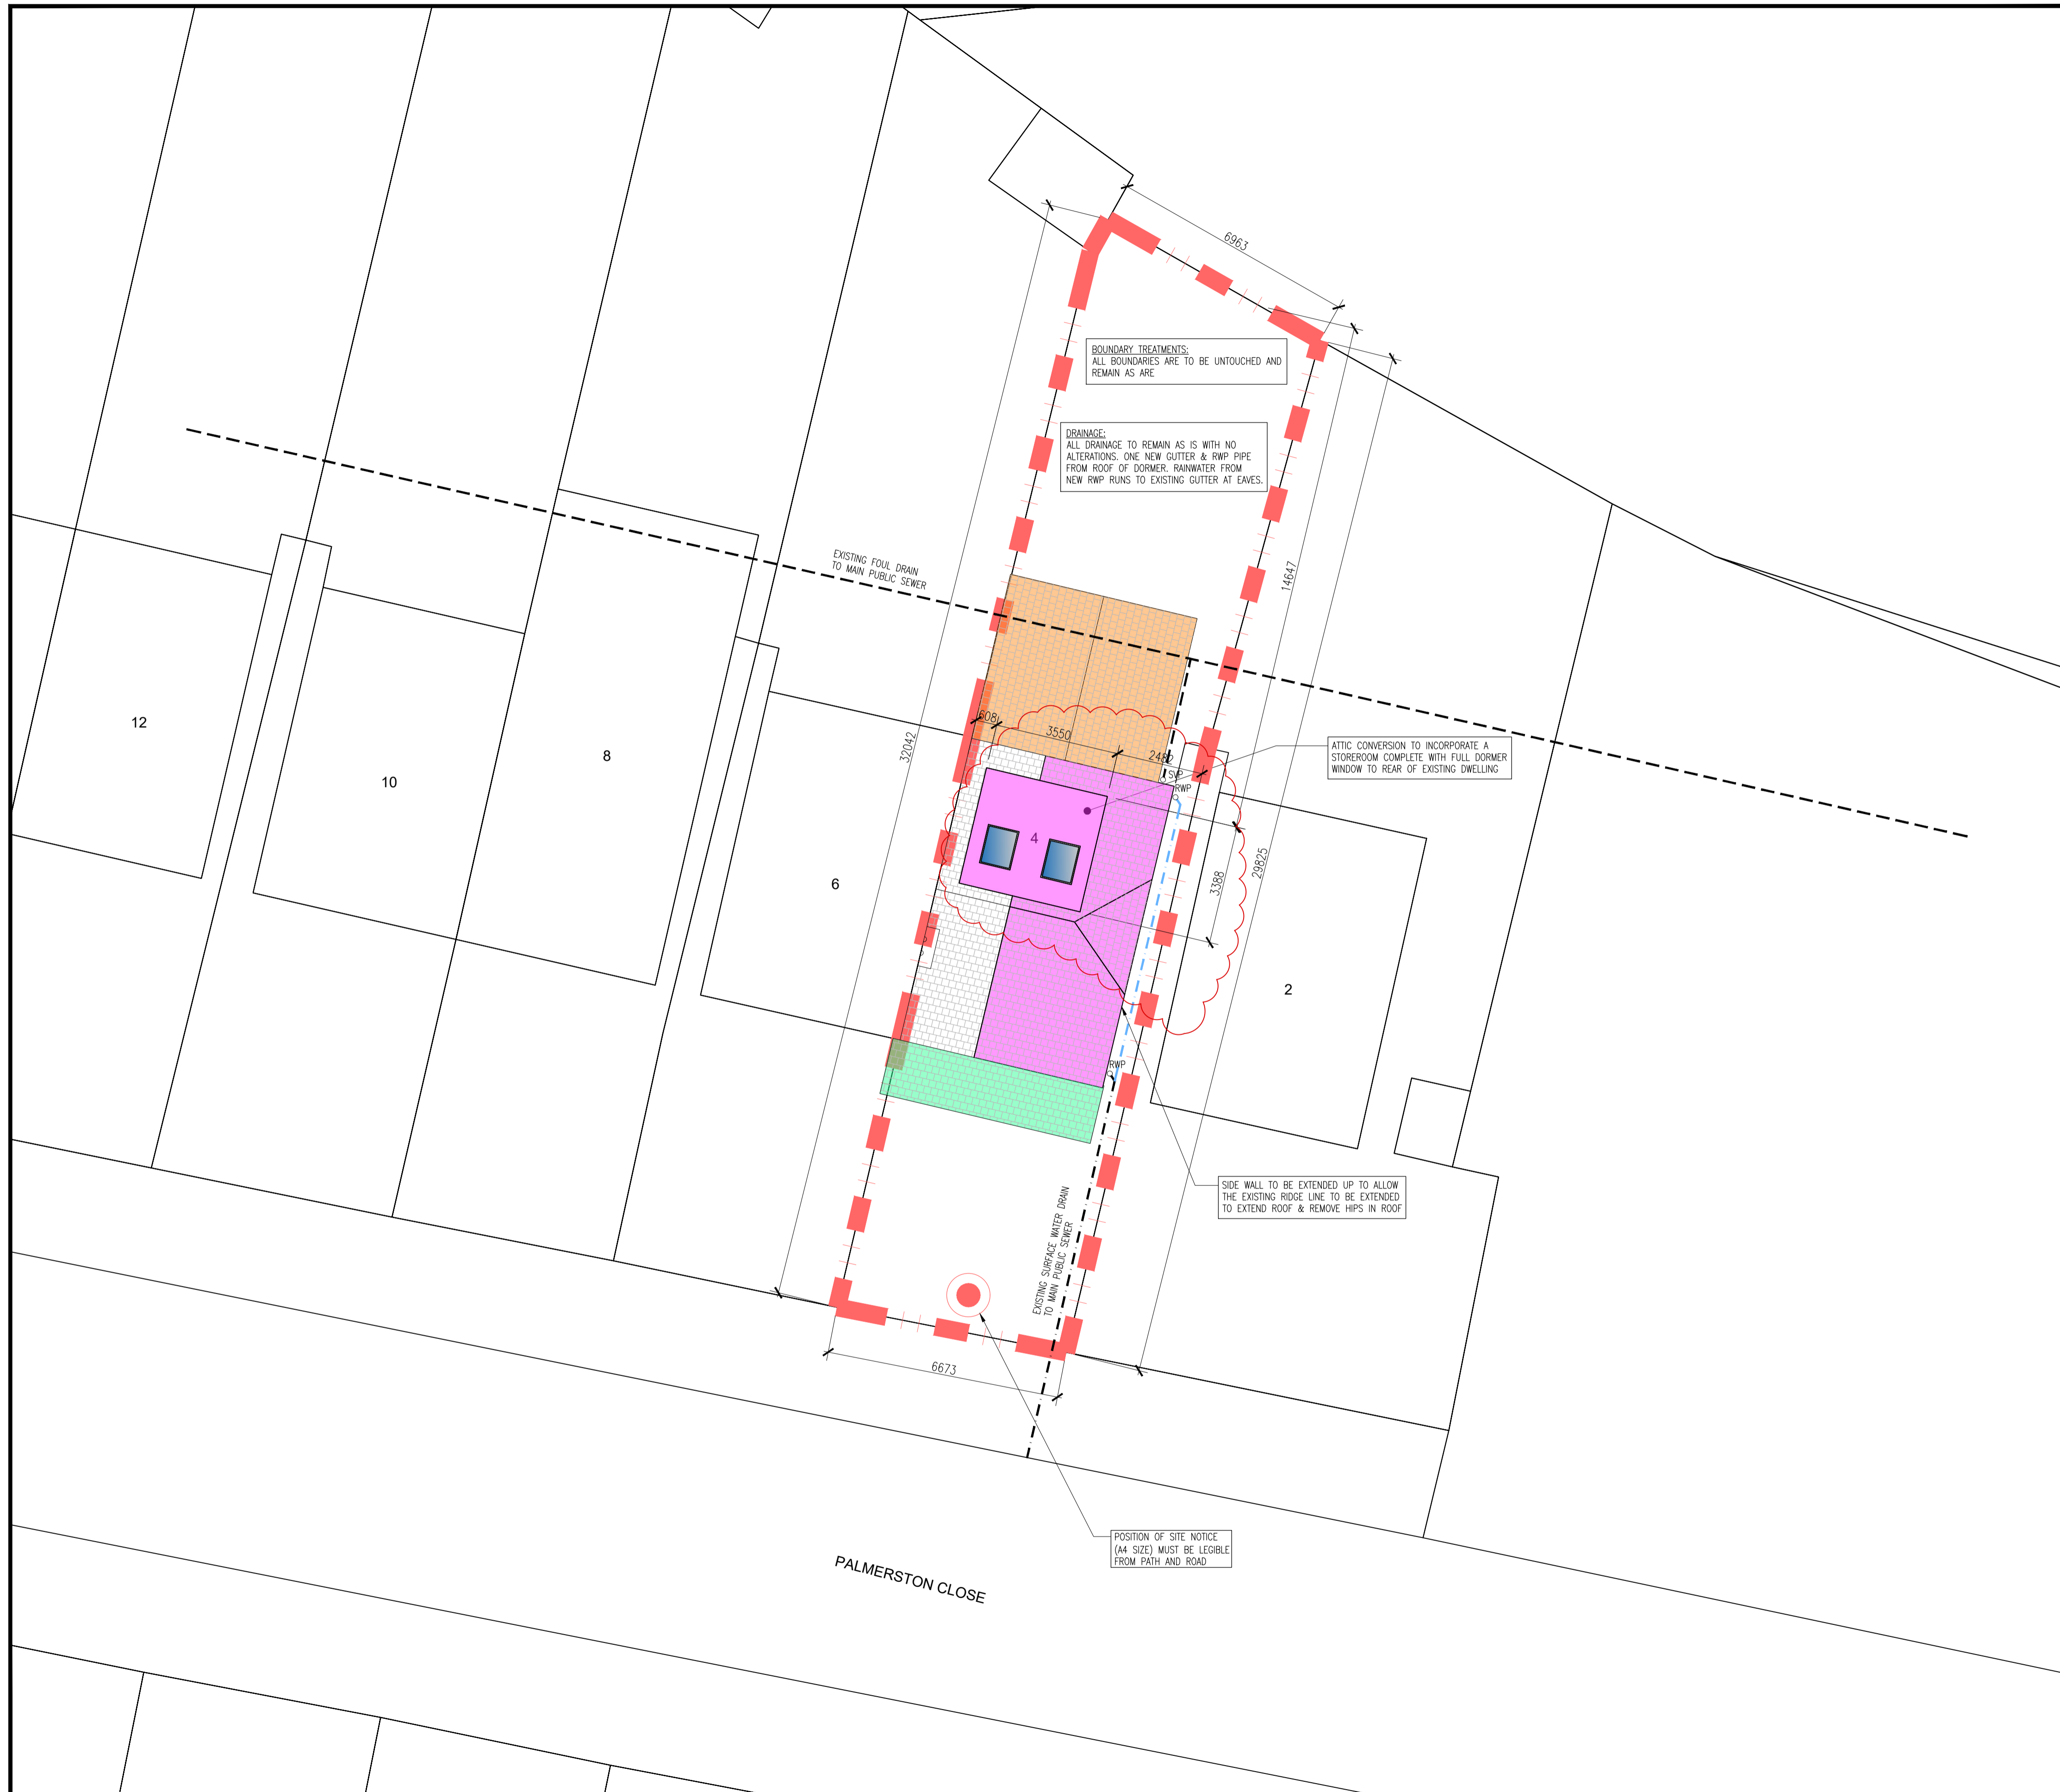 6963
BOUNDARY TREATMENTS:
ALL BOUNDARIES ARE TO BE UNTOUCHED AND
REMAIN AS ARE
DRAINAGE:
ALL DRAINAGE TO REMAIN AS IS WITH NO
ALTERATIONS. ONE NEW GUTTER & RWP PIPE
FROM ROOF OF DORMER. RAINWATER FROM
NEW RWP RUNS TO EXISTING GUTTER AT EAVES.
EXISTING FOUL DRAIN
TO MAIN PUBLIC SEWER
14647
12
10
8
32042
608
3550
2482
SVP
RWP
ATTIC CONVERSION TO INCORPORATE A
STOREROOM COMPLETE WITH FULL DORMER
WINDOW TO REAR OF EXISTING DWELLING
4
6
3388
29825
2
RWP
SIDE WALL TO BE EXTENDED UP TO ALLOW
THE EXISTING RIDGE LINE TO BE EXTENDED
TO EXTEND ROOF & REMOVE HIPS IN ROOF
EXISTING SURFACE WATER DRAIN
TO MAIN PUBLIC SEWER
6673
POSITION OF SITE NOTICE
(A4 SIZE) MUST BE LEGIBLE
FROM PATH AND ROAD
PALMERSTON CLOSE